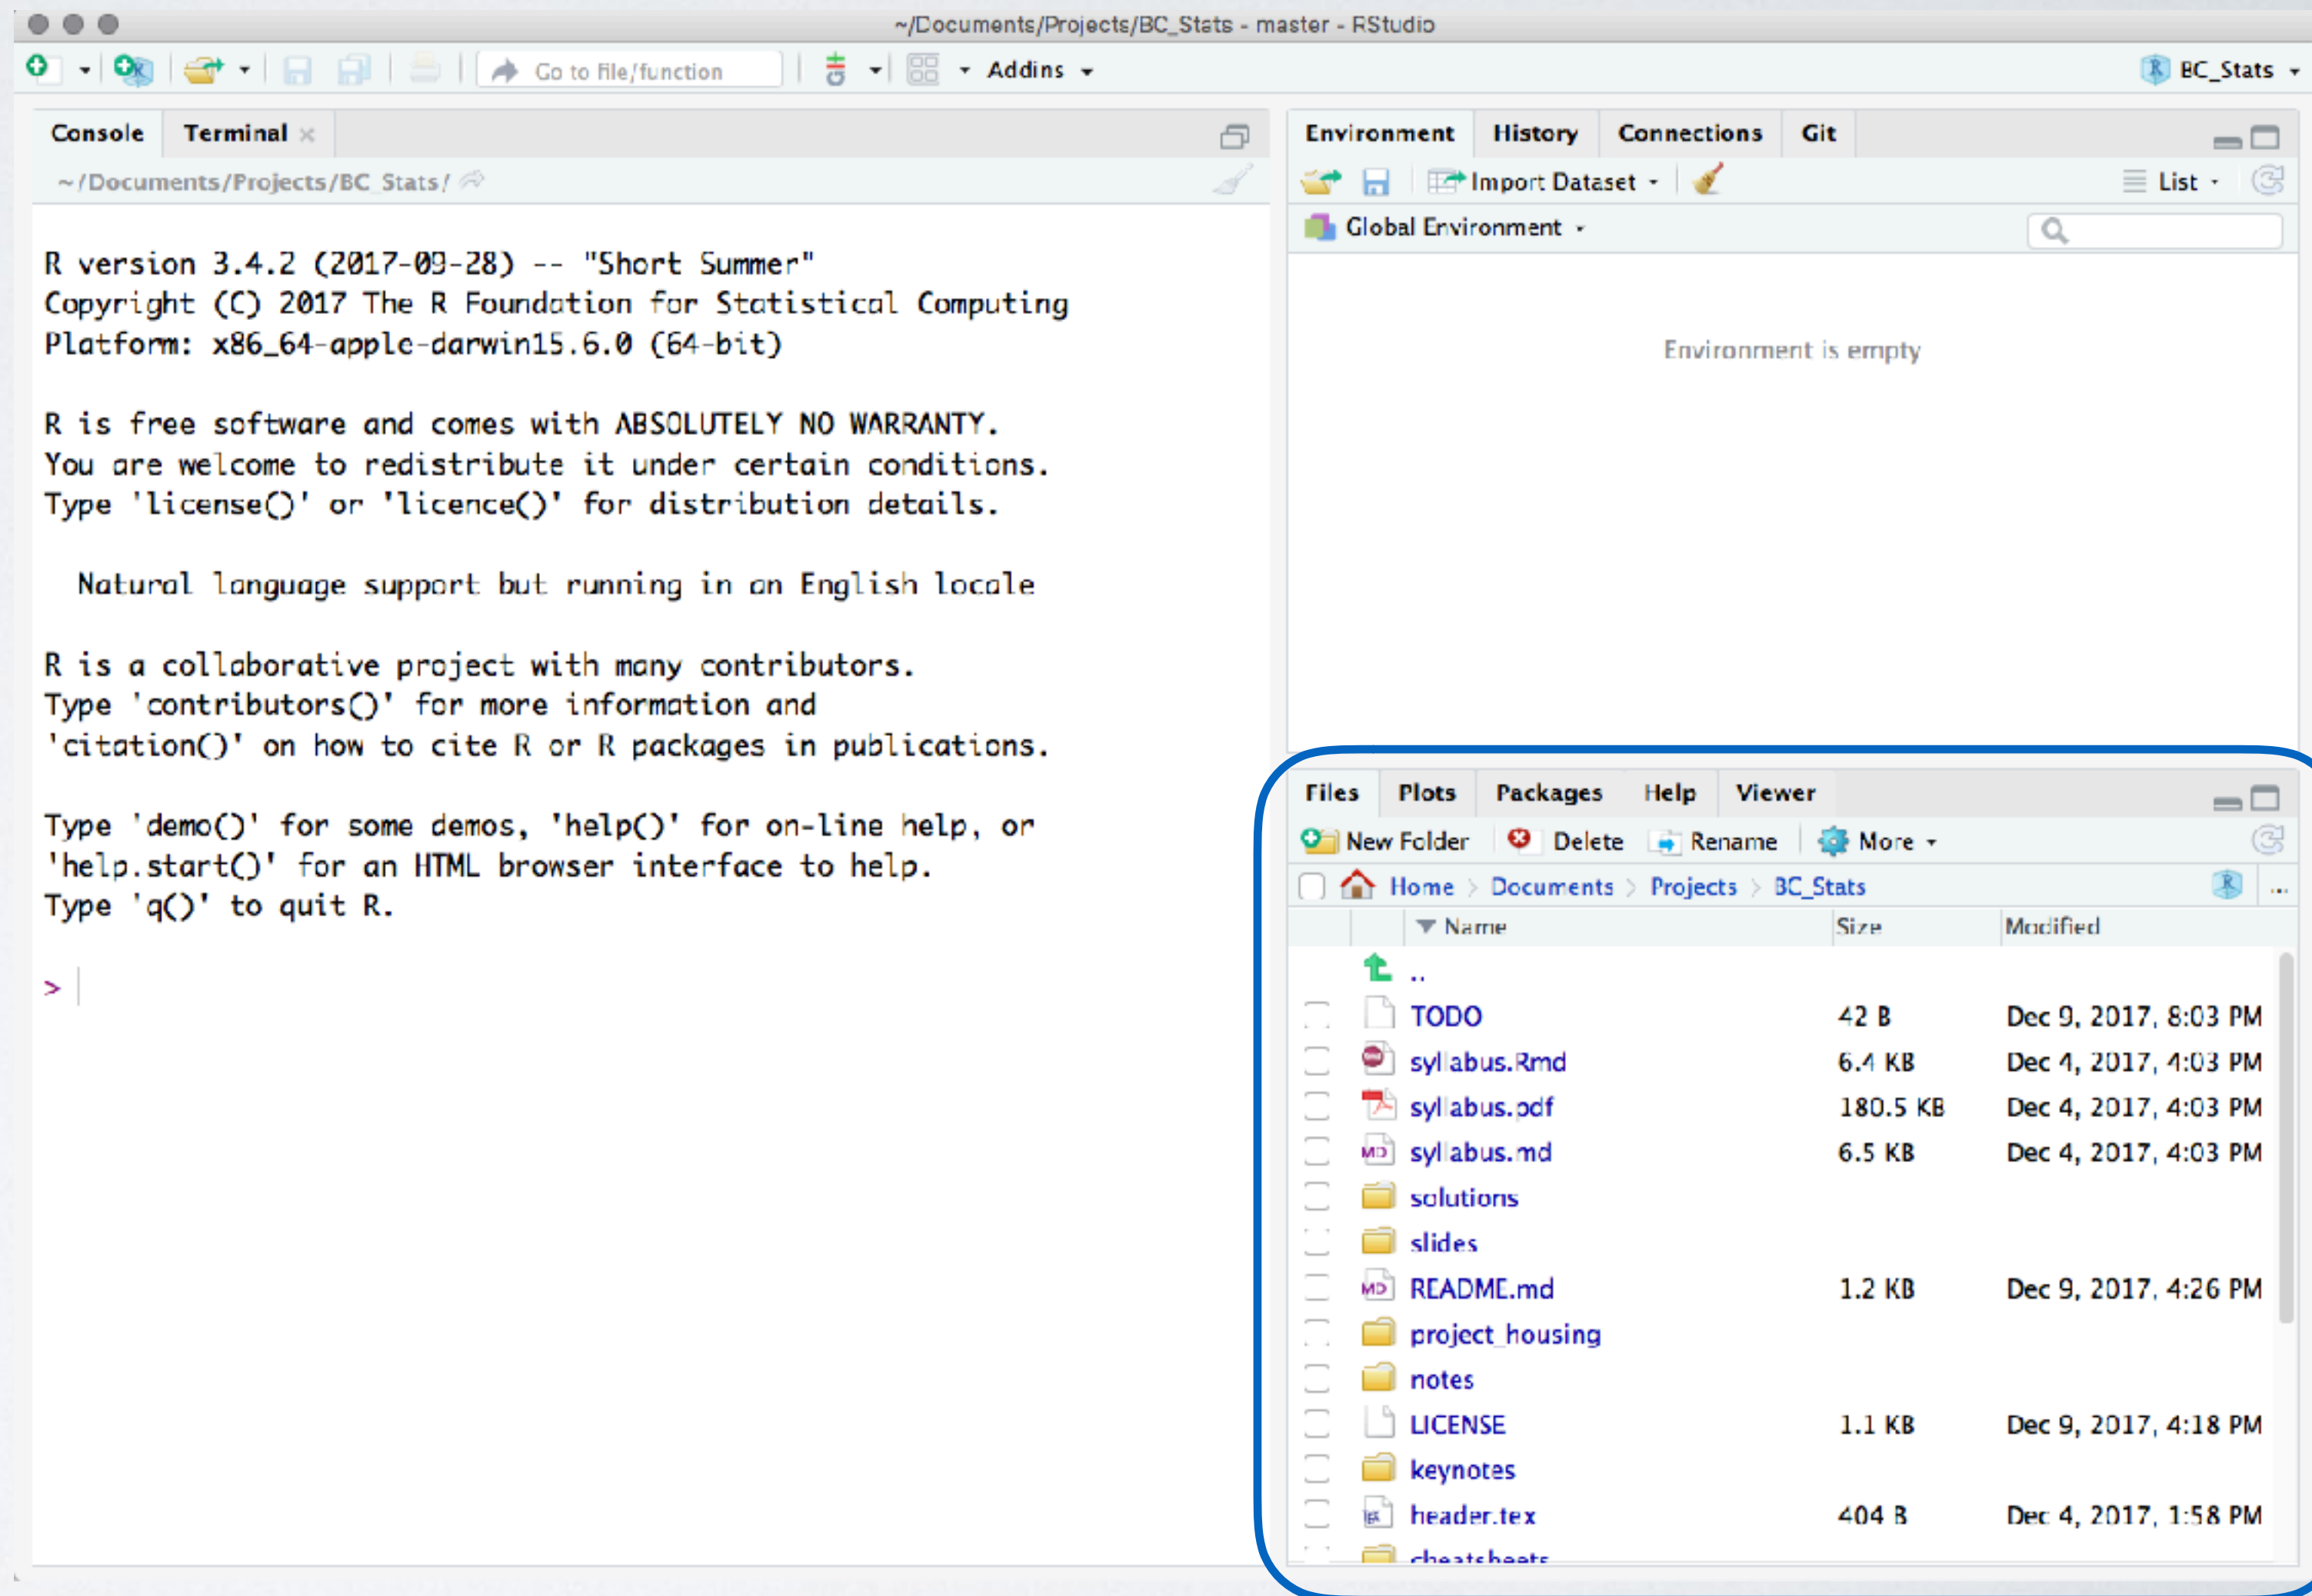 ~/Documents/Projects/BC_Stats - master - RStudio
Go to file/function Addins BC_Stats
Console Terminal
~/Documents/Projects/BC_Stats/
R version 3.4.2 (2017-09-28) -- "Short Summer"
Copyright (C) 2017 The R Foundation for Statistical Computing
Platform: x86_64-apple-darwin15.6.0 (64-bit)
R is free software and comes with ABSOLUTELY NO WARRANTY.
You are welcome to redistribute it under certain conditions.
Type 'license()' or 'licence()' for distribution details.
Natural language support but running in an English locale
R is a collaborative project with many contributors.
Type 'contributors()' for more information and
'citation()' on how to cite R or R packages in publications.
Type 'demo()' for some demos, 'help()' for on-line help, or
'help.start()' for an HTML browser interface to help.
Type 'q()' to quit R.
>
Environment History Connections Git
Import Dataset List
Global Environment
Environment is empty
Files Plots Packages Help Viewer
New Folder Delete Rename More
Home > Documents > Projects > BC_Stats ...
Name Size Modified
..
TODO 42 B Dec 9, 2017, 8:03 PM
syllabus.Rmd 6.4 KB Dec 4, 2017, 4:03 PM
syllabus.pdf 180.5 KB Dec 4, 2017, 4:03 PM
MD syllabus.md 6.5 KB Dec 4, 2017, 4:03 PM
solutions
slides
MD README.md 1.2 KB Dec 9, 2017, 4:26 PM
project_housing
notes
LICENSE 1.1 KB Dec 9, 2017, 4:18 PM
keynotes
header.tex 404 B Dec 4, 2017, 1:58 PM
cheatsheets